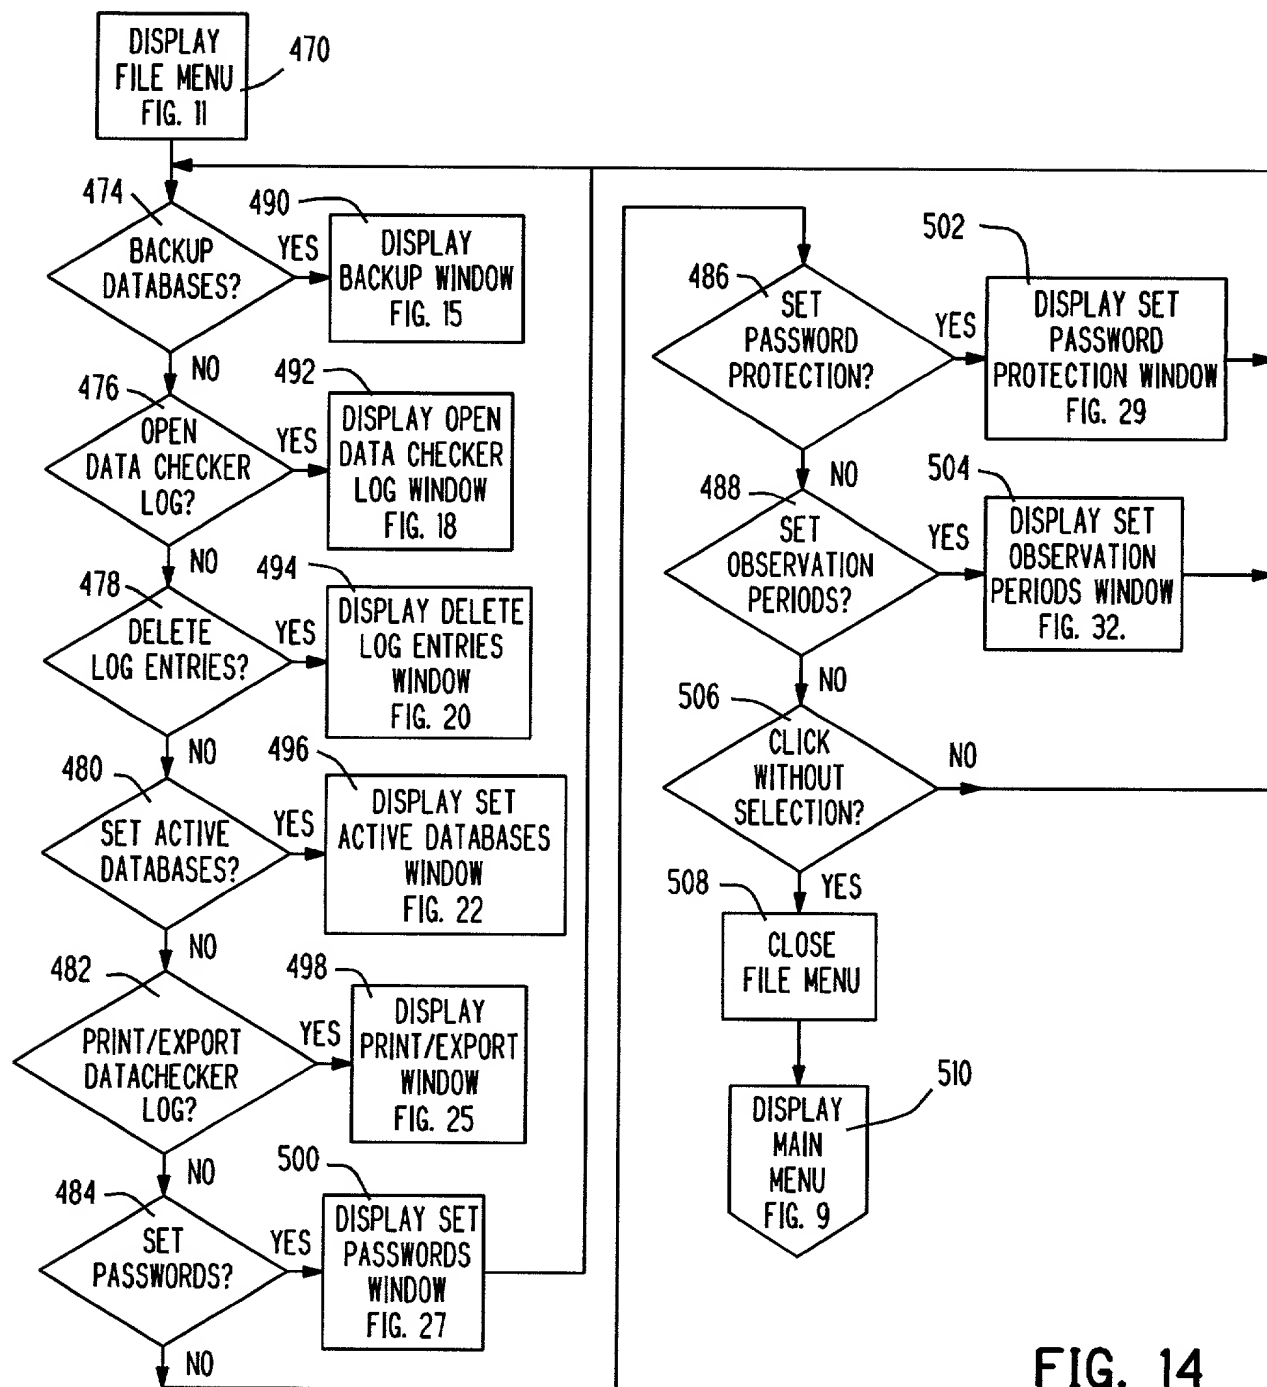 DISPLAY
FILE MENU
FIG. 11
470
474
BACKUP
DATABASES?
YES
490
DISPLAY
BACKUP WINDOW
FIG. 15
NO
476
OPEN
DATA CHECKER
LOG?
YES
492
DISPLAY OPEN
DATA CHECKER
LOG WINDOW
FIG. 18
NO
478
DELETE
LOG ENTRIES?
YES
494
DISPLAY DELETE
LOG ENTRIES
WINDOW
FIG. 20
NO
480
SET ACTIVE
DATABASES?
YES
496
DISPLAY SET
ACTIVE DATABASES
WINDOW
FIG. 22
NO
482
PRINT/EXPORT
DATACHECKER
LOG?
YES
498
DISPLAY
PRINT/EXPORT
WINDOW
FIG. 25
NO
484
SET
PASSWORDS?
YES
500
DISPLAY SET
PASSWORDS
WINDOW
FIG. 27
NO
486
SET
PASSWORD
PROTECTION?
YES
502
DISPLAY SET
PASSWORD
PROTECTION WINDOW
FIG. 29
NO
488
SET
OBSERVATION
PERIODS?
YES
504
DISPLAY SET
OBSERVATION
PERIODS WINDOW
FIG. 32.
NO
506
CLICK
WITHOUT
SELECTION?
NO
YES
508
CLOSE
FILE MENU
510
DISPLAY
MAIN
MENU
FIG. 9
FIG. 14